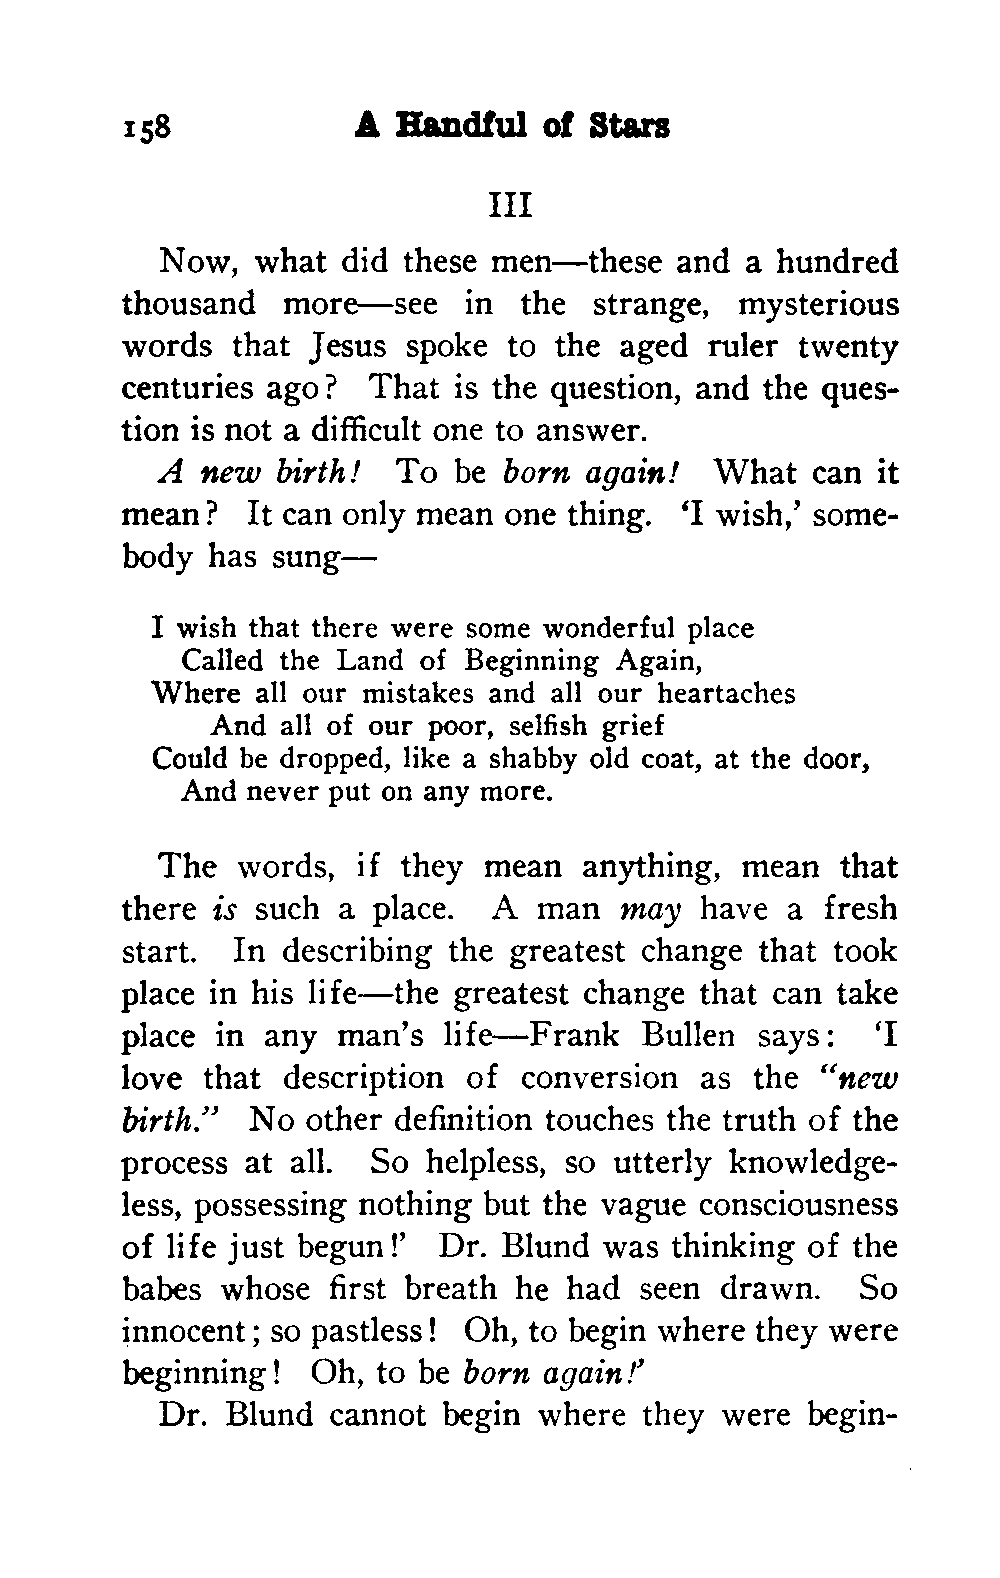 158 A Handful of Stars
III
Now, what did these men—these and a hundred
thousand more—see in the strange, mysterious
words that Jesus spoke to the aged ruler twenty
centuries ago? That is the question, and the ques-
tion is not a difficult one to answer.
A new birth! To be born again! What can it
mean? It can only mean one thing. ‘I wish,’ some-
body has sung—
I wish that there were some wonderful place
Called the Land of Beginning Again,
Where all our mistakes and all our heartaches
And all of our poor, selfish grief
Could be dropped, like a shabby old coat, at the door,
And never put on any more.
The words, if they mean anything, mean that
there is such a place. A man may have a fresh
start. In describing the greatest change that took
place in his life—the greatest change that can take
place in any man’s life—Frank Bullen says: ‘I
love that description of conversion as the “new
birth.” No other definition touches the truth of the
process at all. So helpless, so utterly knowledge-
less, possessing nothing but the vague consciousness
of life just begun!’ Dr. Blund was thinking of the
babes whose first breath he had seen drawn. So
innocent; so pastless! Oh, to begin where they were
beginning! Oh, to be born again!’
Dr. Blund cannot begin where they were begin-